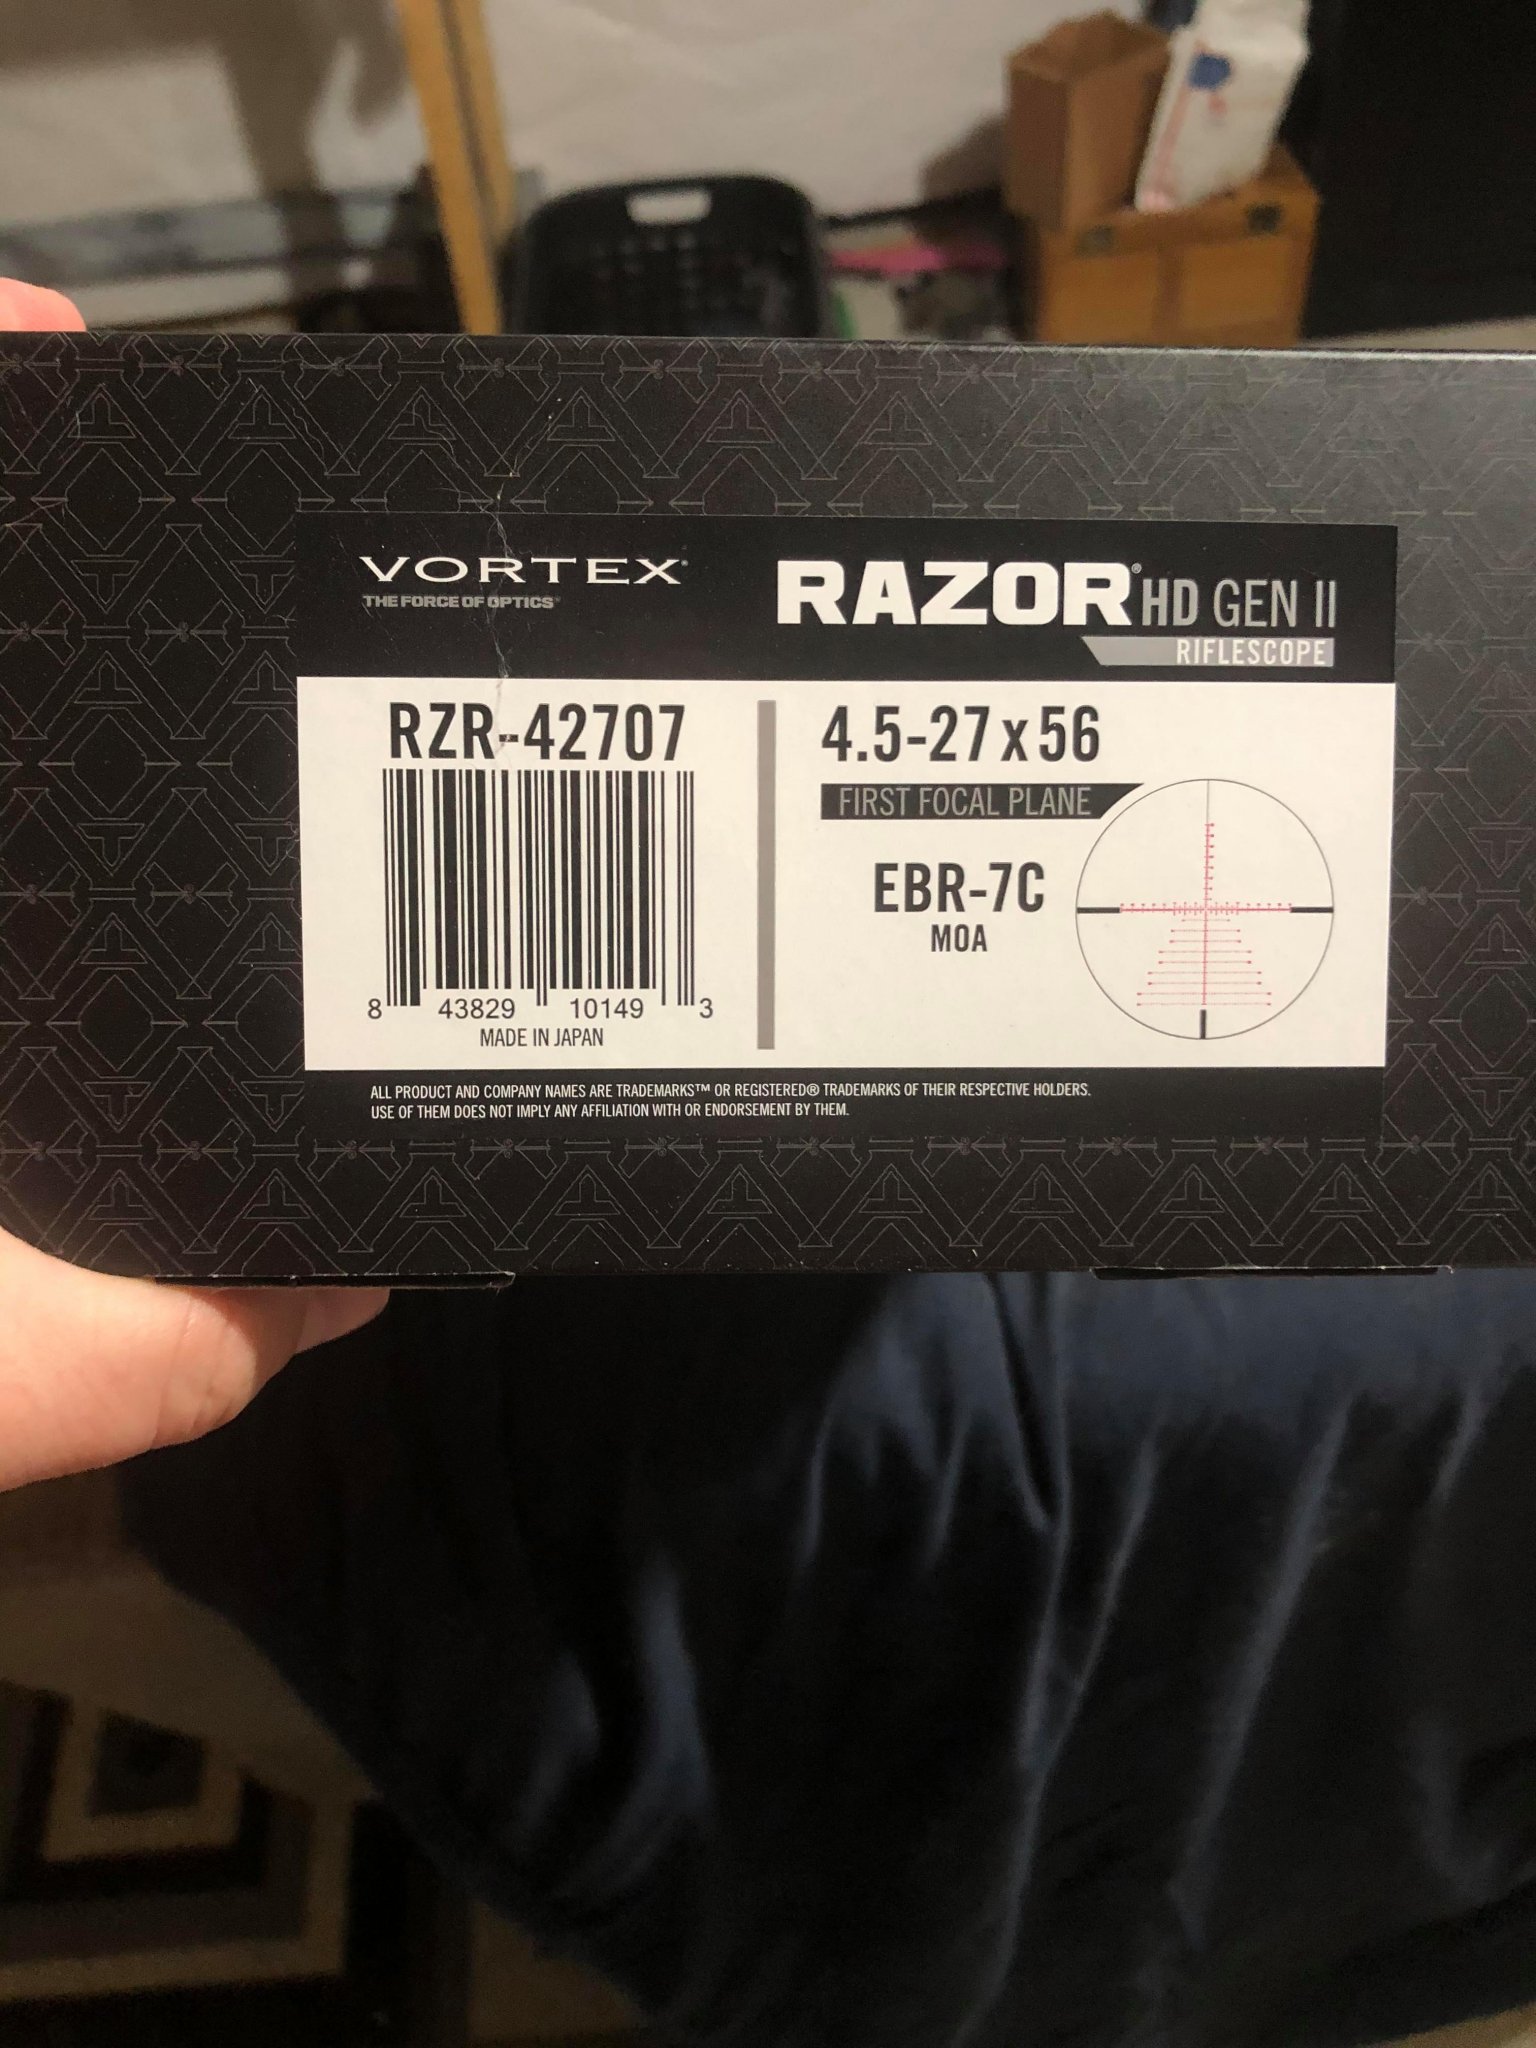 VORTEX®
THE FORCE OF OPTICS™
RAZOR® HD GEN II
RIFLESCOPE
RZR-42707
8 43829 10149 3
MADE IN JAPAN
4.5-27x56
FIRST FOCAL PLANE
EBR-7C
MOA
ALL PRODUCT AND COMPANY NAMES ARE TRADEMARKS™ OR REGISTERED® TRADEMARKS OF THEIR RESPECTIVE HOLDERS.
USE OF THEM DOES NOT IMPLY ANY AFFILIATION WITH OR ENDORSEMENT BY THEM.